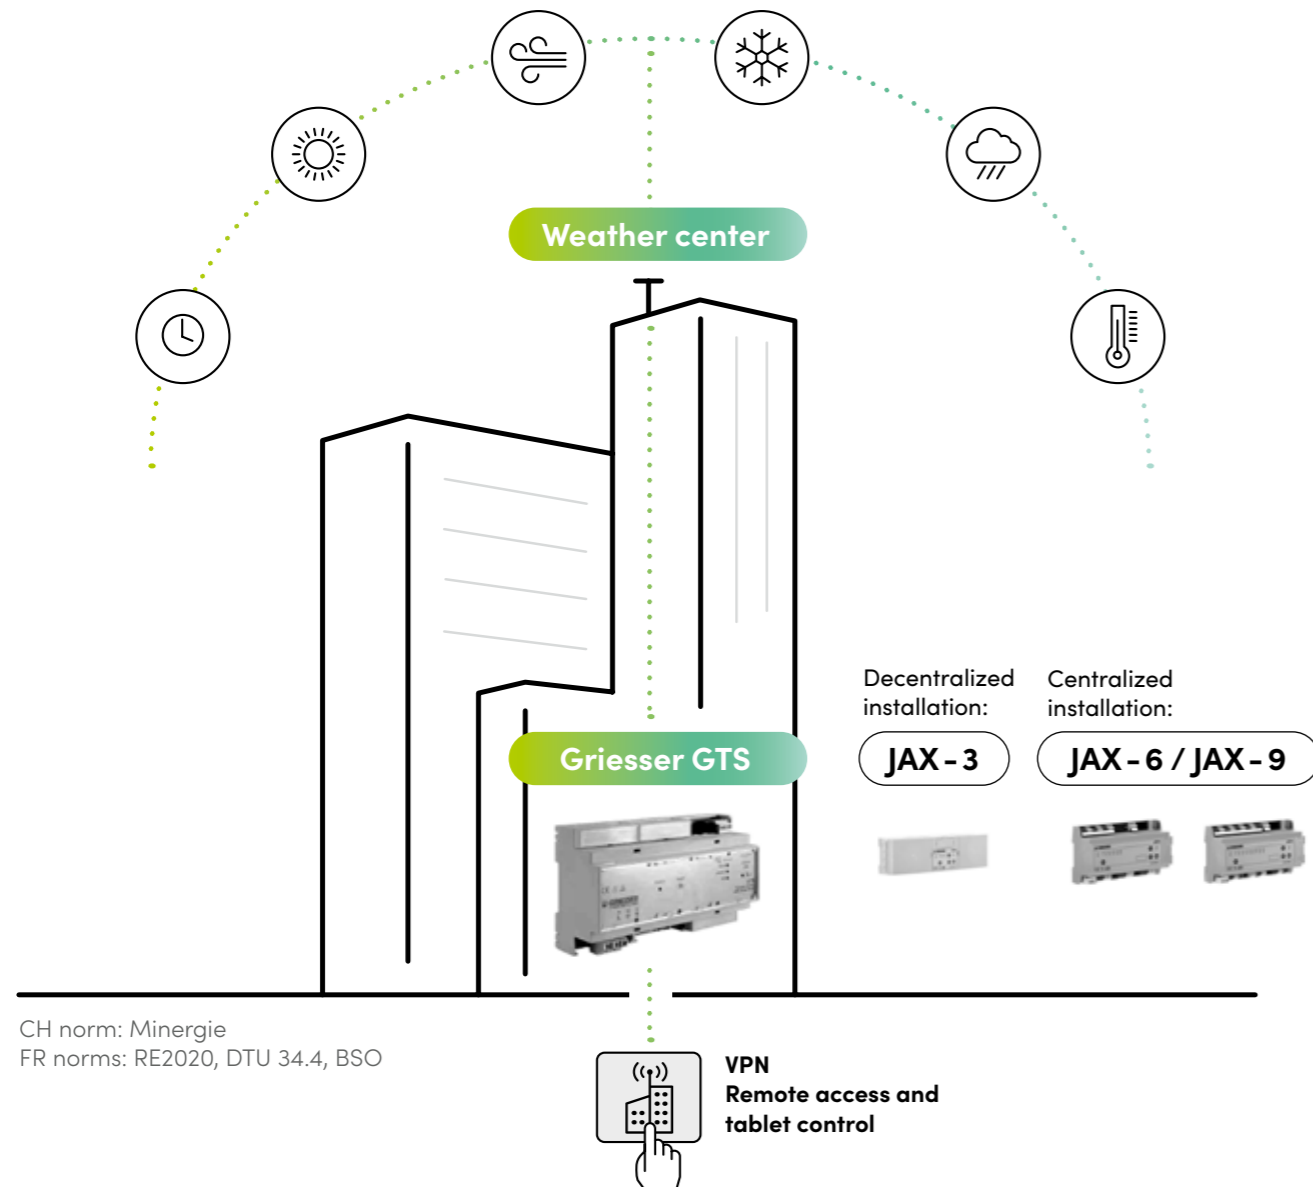 Weather center
Decentralized
installation:
Centralized
installation:
JAX-3
JAX-6 / JAX-9
Griesser GTS
CH norm: Minergie
FR norms: RE2020, DTU 34.4, BSO
VPN
Remote access and
tablet control